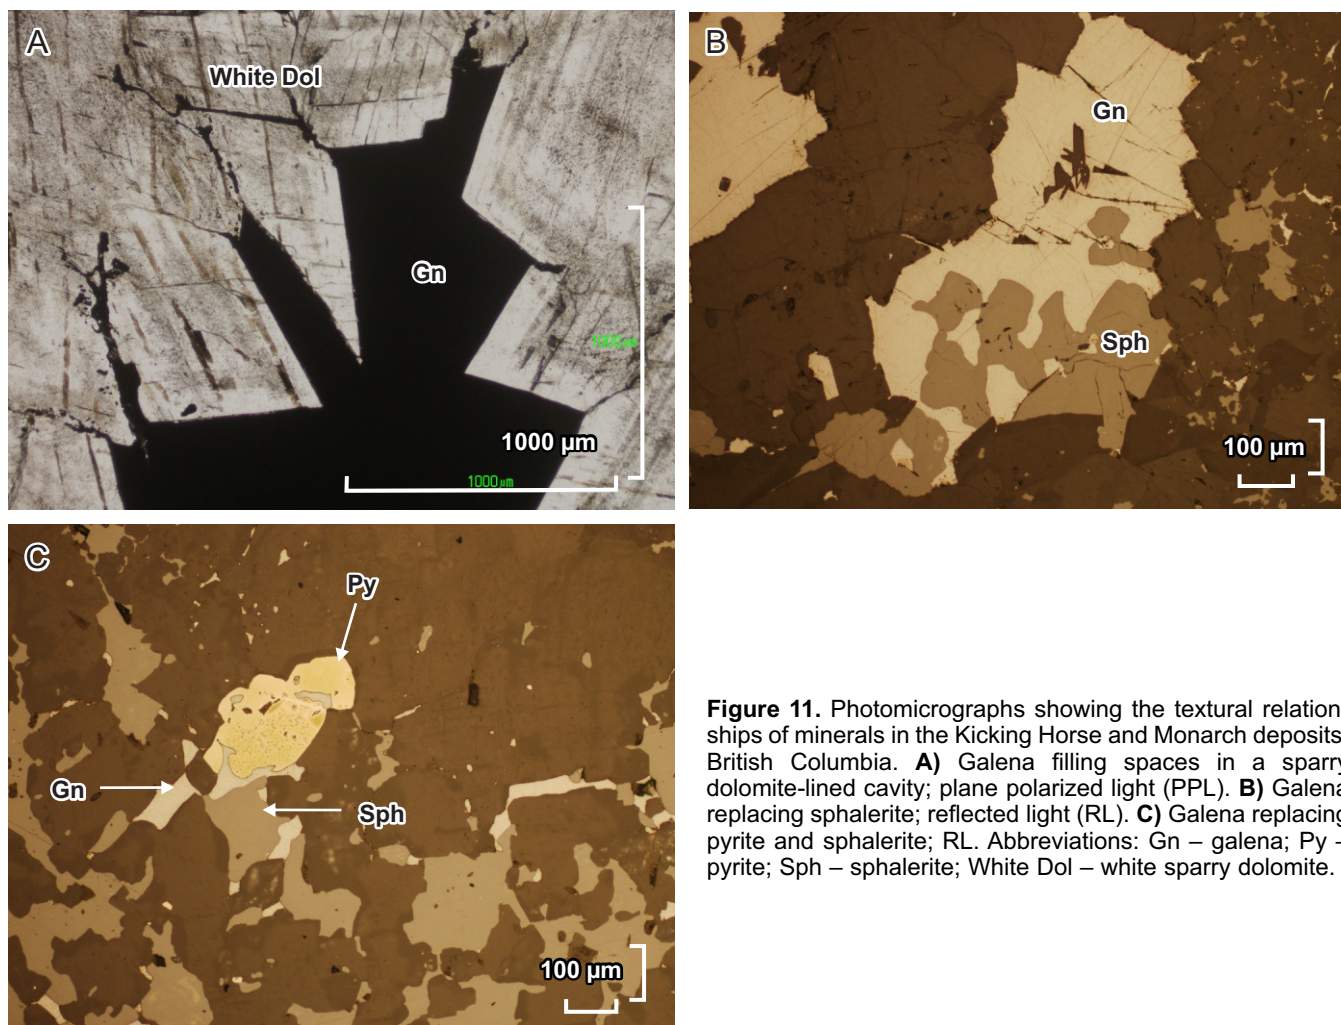 A
White Dol
Gn
1000 µm
1000 µm
1000 µm
B
Gn
Sph
100 µm
C
Py
Gn
Sph
100 µm
Figure 11. Photomicrographs showing the textural relation
ships of minerals in the Kicking Horse and Monarch deposits
British Columbia. A) Galena filling spaces in a sparry
dolomite-lined cavity; plane polarized light (PPL). B) Galena
replacing sphalerite; reflected light (RL). C) Galena replacing
pyrite and sphalerite; RL. Abbreviations: Gn – galena; Py –
pyrite; Sph – sphalerite; White Dol – white sparry dolomite.